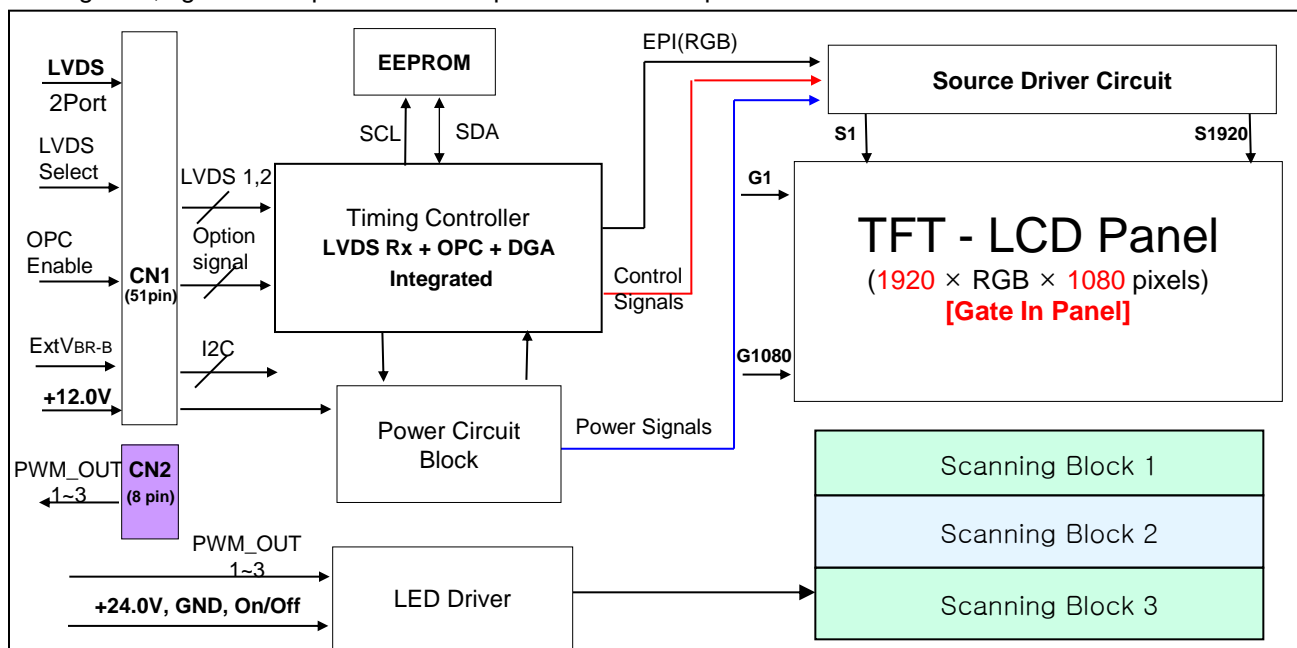 EPI(RGB)
LVDS
2Port
EEPROM
Source Driver Circuit
SCL
SDA
S1
S1920
LVDS
Select
LVDS 1,2
G1
Timing Controller
LVDS Rx + OPC + DGA
Integrated
TFT - LCD Panel
(1920 × RGB × 1080 pixels)
[Gate In Panel]
OPC
Enable
Option
signal
CN1
(51pin)
Control
Signals
ExtVBR-B
I2C
G1080
+12.0V
Power Circuit
Block
Power Signals
PWM_OUT
1~3
CN2
(8 pin)
Scanning Block 1
Scanning Block 2
Scanning Block 3
PWM_OUT
1~3
+24.0V, GND, On/Off
LED Driver